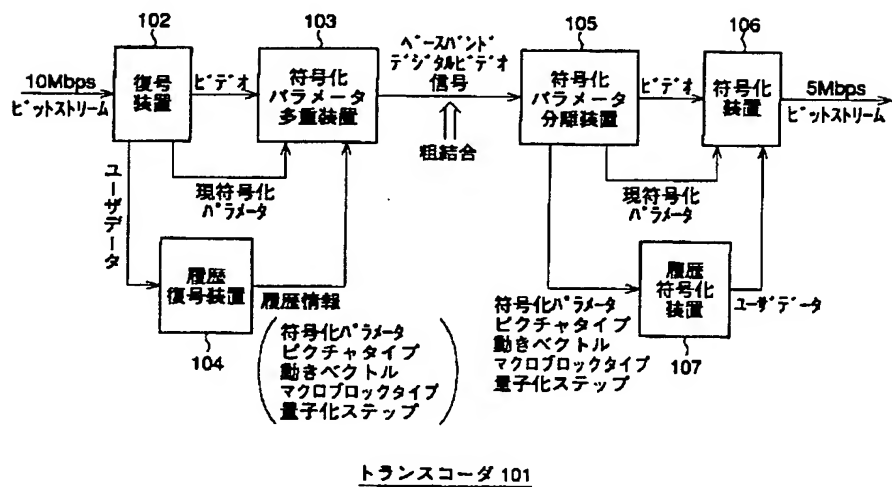 102
103
105
106
10Mbps
ビットストリーム
復号
装置
ビデオ
符号化
パラメータ
多重装置
ベースバンド
デジタルビデオ
信号
粗結合
符号化
パラメータ
分離装置
ビデオ
符号化
装置
5Mbps
ビットストリーム
ユーザデータ
現符号化
パラメータ
現符号化
パラメータ
履歴
復号装置
104
履歴情報
符号化パラメータ
ピクチャタイプ
動きベクトル
マクロブロックタイプ
量子化ステップ
符号化パラメータ
ピクチャタイプ
動きベクトル
マクロブロックタイプ
量子化ステップ
履歴
符号化
装置
107
ユーザデータ
トランスコーダ 101